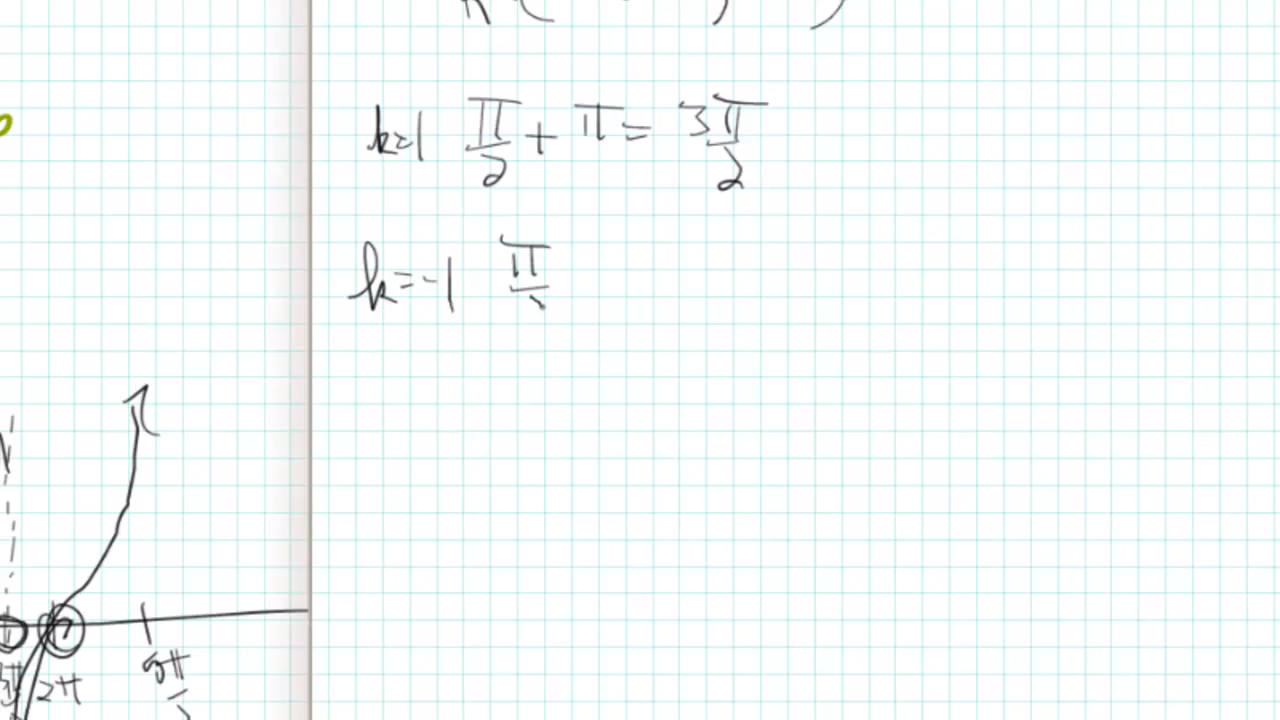 k=1 π/2 + π = 3π/2
k=-1 π
2π
5π